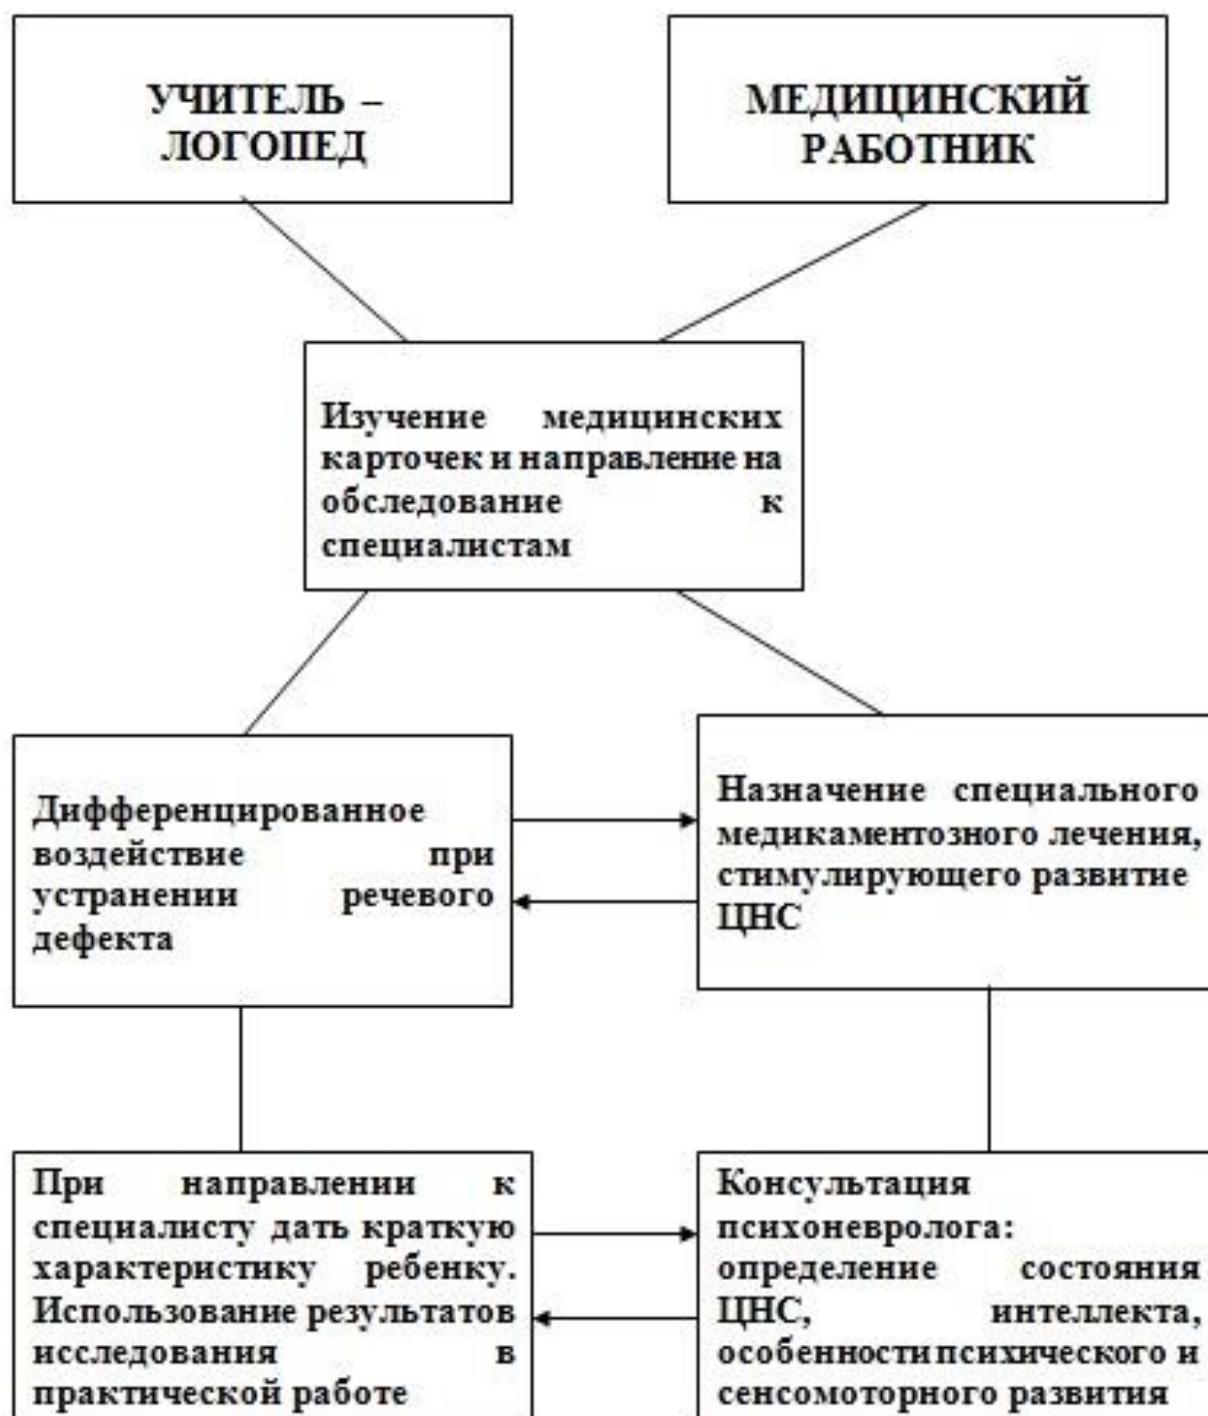 УЧИТЕЛЬ –
ЛОГОПЕД
МЕДИЦИНСКИЙ
РАБОТНИК
Изучение медицинских
карточек и направление на
обследование к
специалистам
Дифференцированное
воздействие при
устранении речевого
дефекта
Назначение специального
медикаментозного лечения,
стимулирующего развитие
ЦНС
При направлении к
специалисту дать краткую
характеристику ребенку.
Использование результатов
исследования в
практической работе
Консультация
психоневролога:
определение состояния
ЦНС, интеллекта,
особенности психического и
сенсомоторного развития